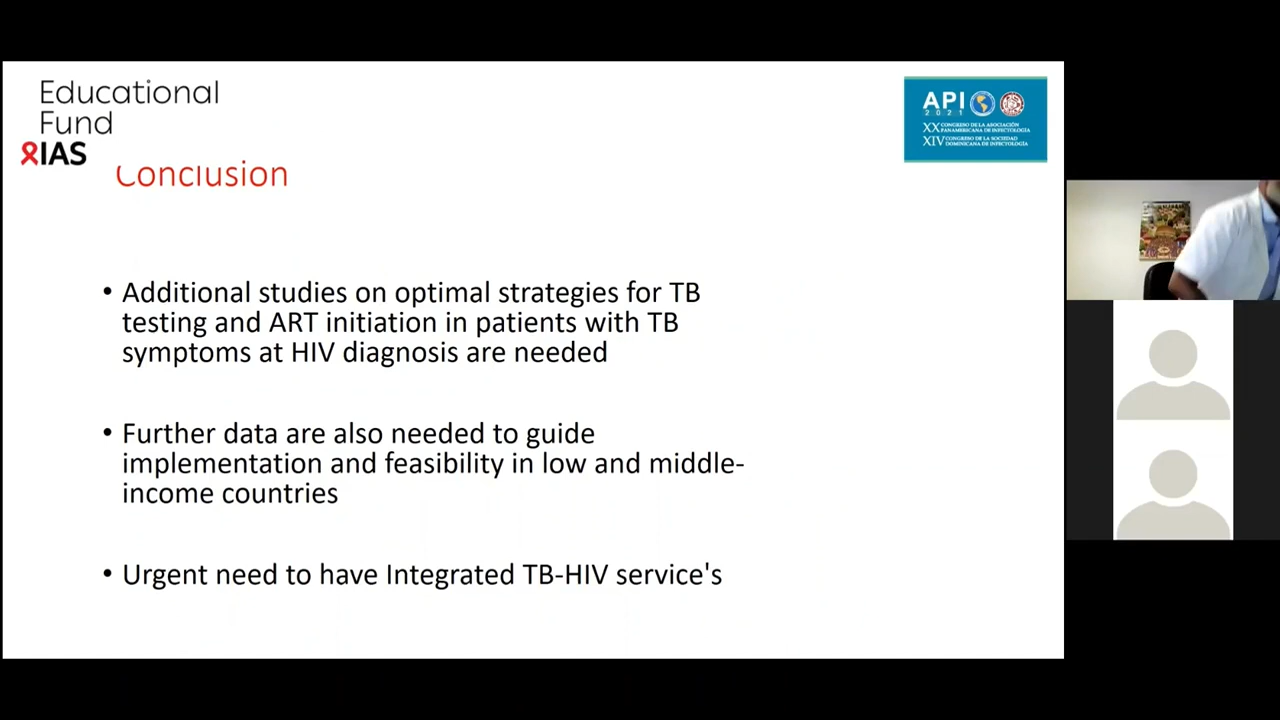 Educational
Fund
IAS
Conclusion
API
2021
XX CONGRESO DE LA ASOCIACIÓN
PANAMERICANA DE INFECTOLOGÍA
XIV CONGRESO DE LA SOCIEDAD
DOMINICANA DE INFECTOLOGÍA
• Additional studies on optimal strategies for TB
testing and ART initiation in patients with TB
symptoms at HIV diagnosis are needed
• Further data are also needed to guide
implementation and feasibility in low and middle-
income countries
• Urgent need to have Integrated TB-HIV service's